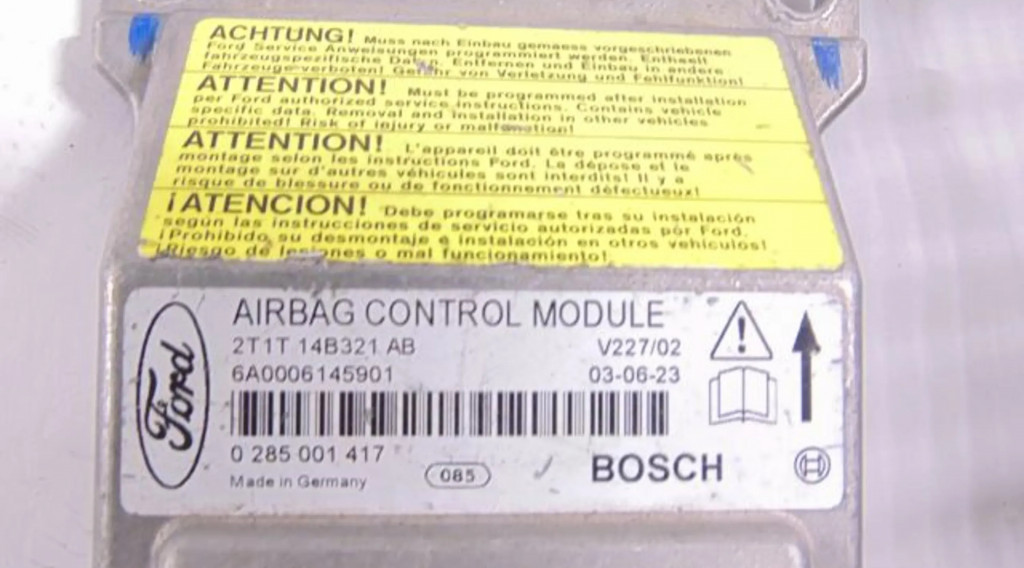 ACHTUNG! Muss nach Einbau gemaess vorgeschriebenen
Ford Service Anweisungen programmiert werden. Enthaelt
fahrzeugspezifische Daten. Entfernen und Einbau in andere
Fahrzeuge verboten! Gefahr von Verletzung und Fehlfunktion!
ATTENTION! Must be programmed after installation
per Ford authorized service instructions. Contains vehicle
specific data. Removal and installation in other vehicles
prohibited! Risk of injury or malfunction!
ATTENTION! L'appareil doit être programmé après
montage selon les instructions Ford. La dépose et le
montage sur d'autres véhicules sont interdits! Il y a
risque de blessure ou de fonctionnement défectueux!
¡ATENCION! Debe programarse tras su instalación
según las instrucciones de servicio autorizadas pór Ford.
¡Prohibido su desmontaje e instalación en otros vehículos!
¡Riesgo de lesiones o mal funcionamiento!
Ford
AIRBAG CONTROL MODULE
2T1T 14B321 AB V227/02
6A0006145901 03-06-23
0 285 001 417
Made in Germany 085 BOSCH